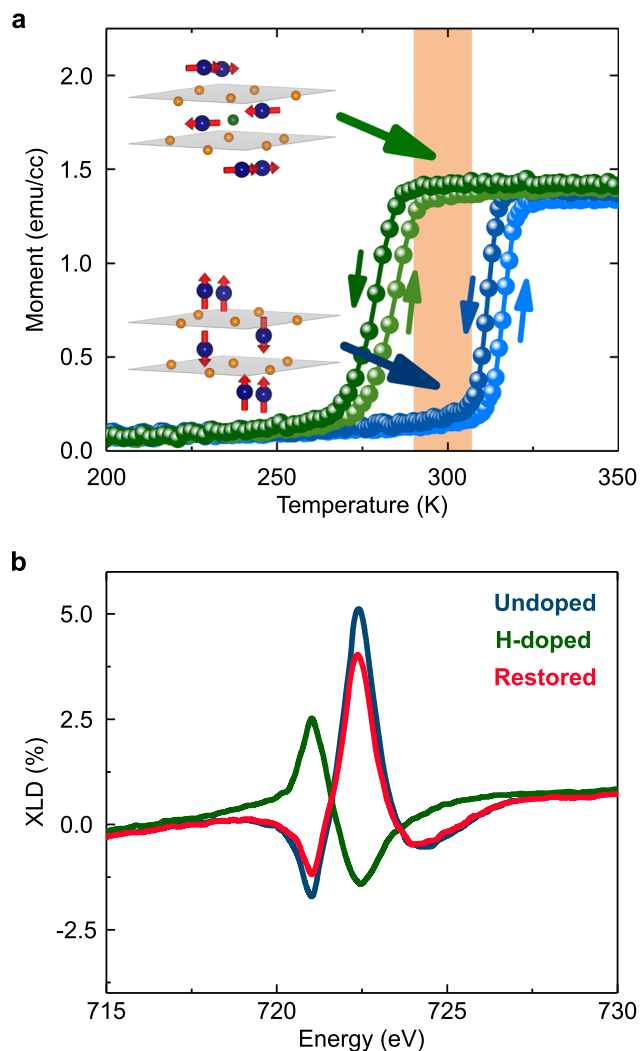 a
2.0
1.5
1.0
0.5
0.0
Moment (emu/cc)
200 250 300 350
Temperature (K)
b
Undoped
H-doped
Restored
5.0
2.5
0.0
-2.5
XLD (%)
715 720 725 730
Energy (eV)